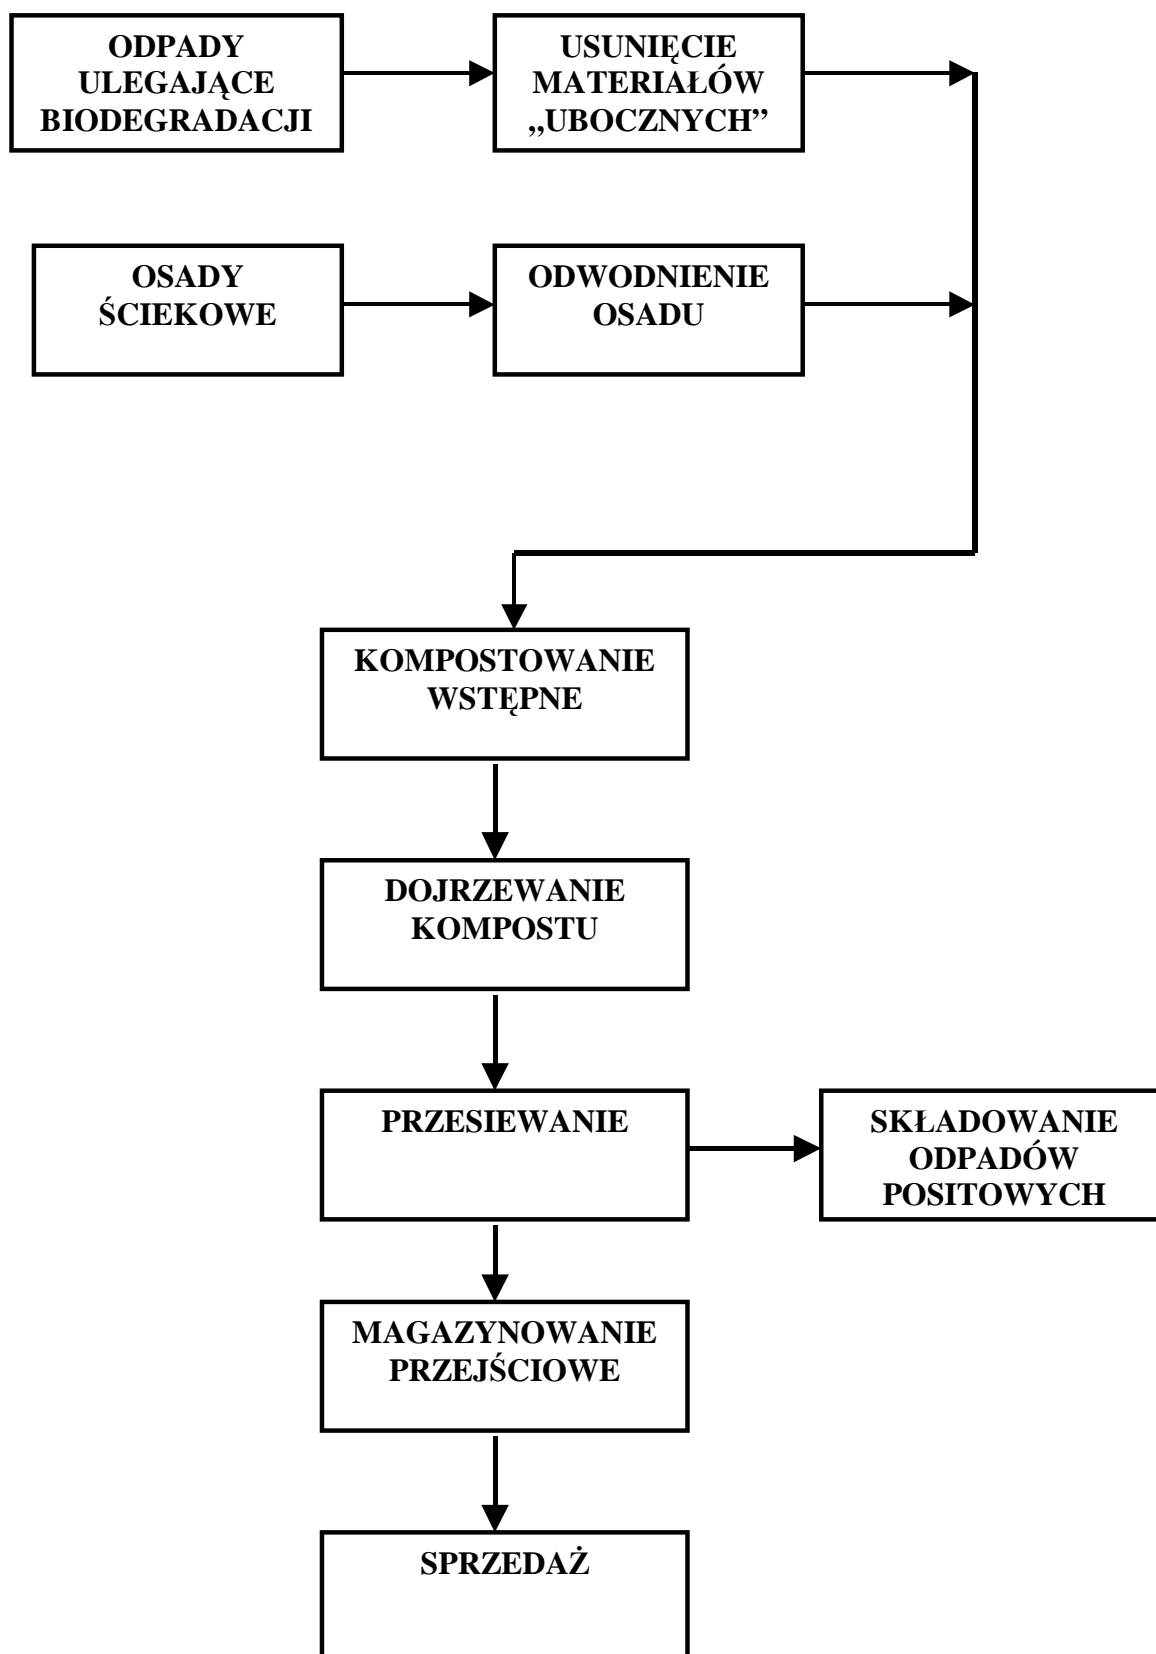 ODPADY
ULEGAJĄCE
BIODEGRADACJI
USUNIĘCIE
MATERIAŁÓW
„UBOCZNYCH”
OSADY
ŚCIEKOWE
ODWODNIENIE
OSADU
KOMPOSTOWANIE
WSTĘPNE
DOJRZEWANIE
KOMPOSTU
PRZESIEWANIE
SKŁADOWANIE
ODPADÓW
POSITOWYCH
MAGAZYNOWANIE
PRZEJŚCIOWE
SPRZEDAŻ